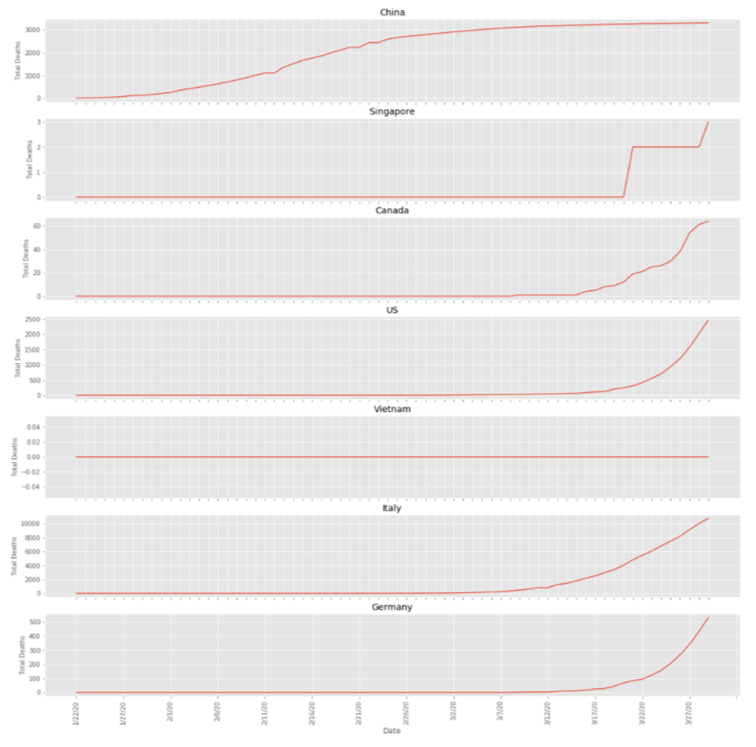 China
Total Deaths
3000
2000
1000
0
Singapore
Total Deaths
3
2
1
0
Canada
Total Deaths
60
40
20
0
US
Total Deaths
2500
2000
1500
1000
500
0
Vietnam
Total Deaths
0.04
0.02
0.00
−0.02
−0.04
Italy
Total Deaths
10000
8000
6000
4000
2000
0
Germany
Total Deaths
500
400
300
200
100
0
1/22/20 1/27/20 2/1/20 2/6/20 2/11/20 2/16/20 2/21/20 2/26/20 3/2/20 3/7/20 3/12/20 3/17/20 3/22/20 3/27/20
Date